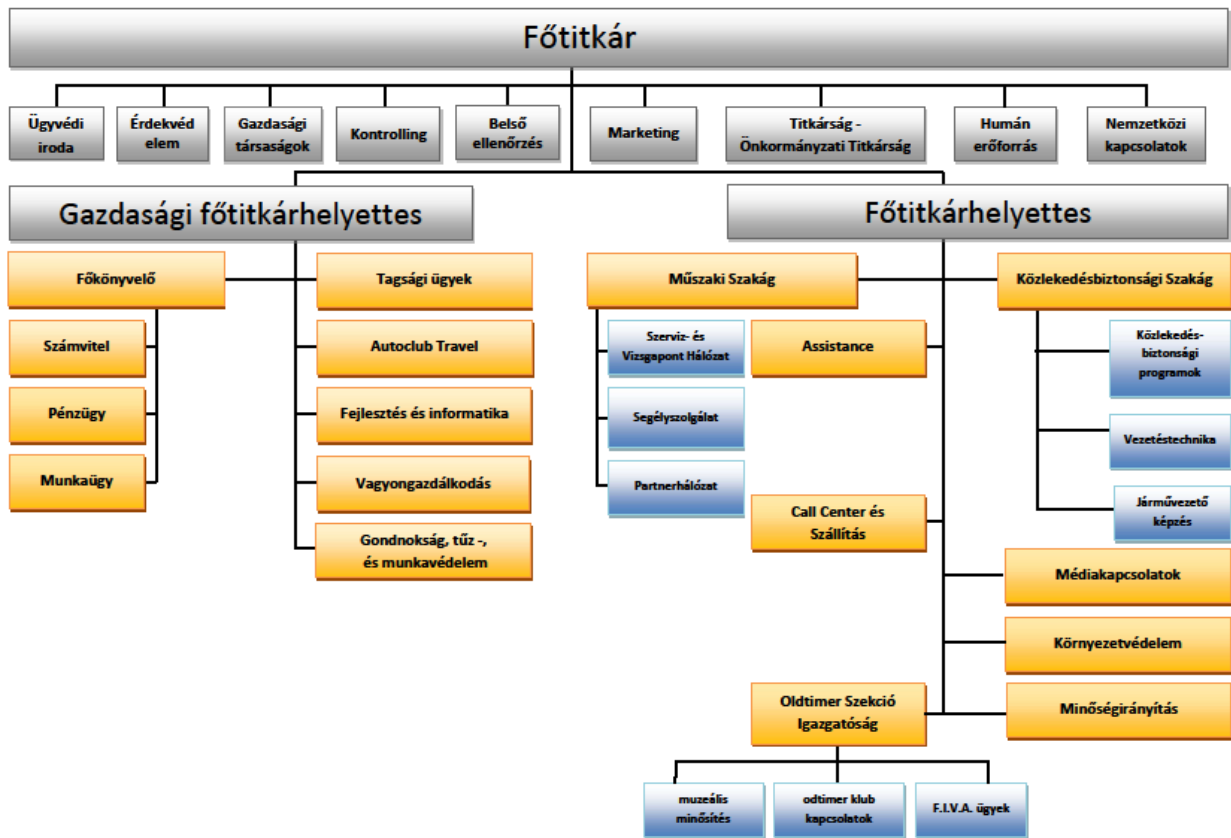 Főtitkár
Ügyvédi
iroda
Érdekvéd
elem
Gazdasági
társaságok
Kontrolling
Belső
ellenőrzés
Marketing
Titkárság -
Önkormányzati Titkárság
Humán
erőforrás
Nemzetközi
kapcsolatok
Gazdasági főtitkárhelyettes
Főtitkárhelyettes
Főkönyvelő
Számvitel
Pénzügy
Munkaügy
Tagsági ügyek
Autoclub Travel
Fejlesztés és informatika
Vagyongazdálkodás
Gondnokság, tűz -,
és munkavédelem
Műszaki Szakág
Szerviz- és
Vizsgapont Hálózat
Segélyszolgálat
Partnerhálózat
Assistance
Call Center és
Szállítás
Közlekedésbiztonsági Szakág
Közlekedés-
biztonsági
programok
Vezetéstechnika
Járművezető
képzés
Médiakapcsolatok
Környezetvédelem
Minőségirányítás
Oldtimer Szekció
Igazgatóság
muzeális
minősítés
odtimer klub
kapcsolatok
F.I.V.A. ügyek